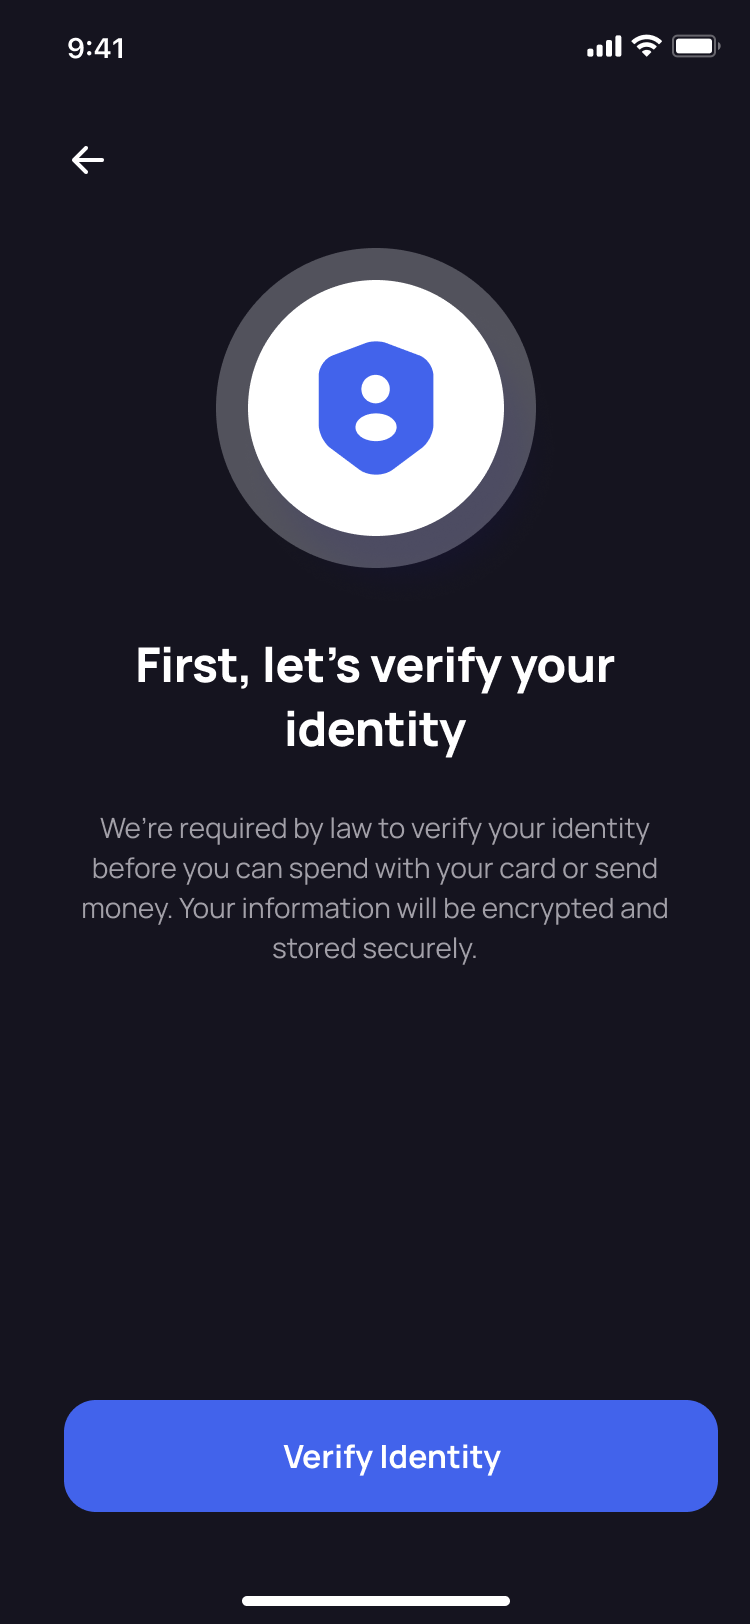 9:41
First, let’s verify your
identity
We’re required by law to verify your identity
before you can spend with your card or send
money. Your information will be encrypted and
stored securely.
Verify Identity